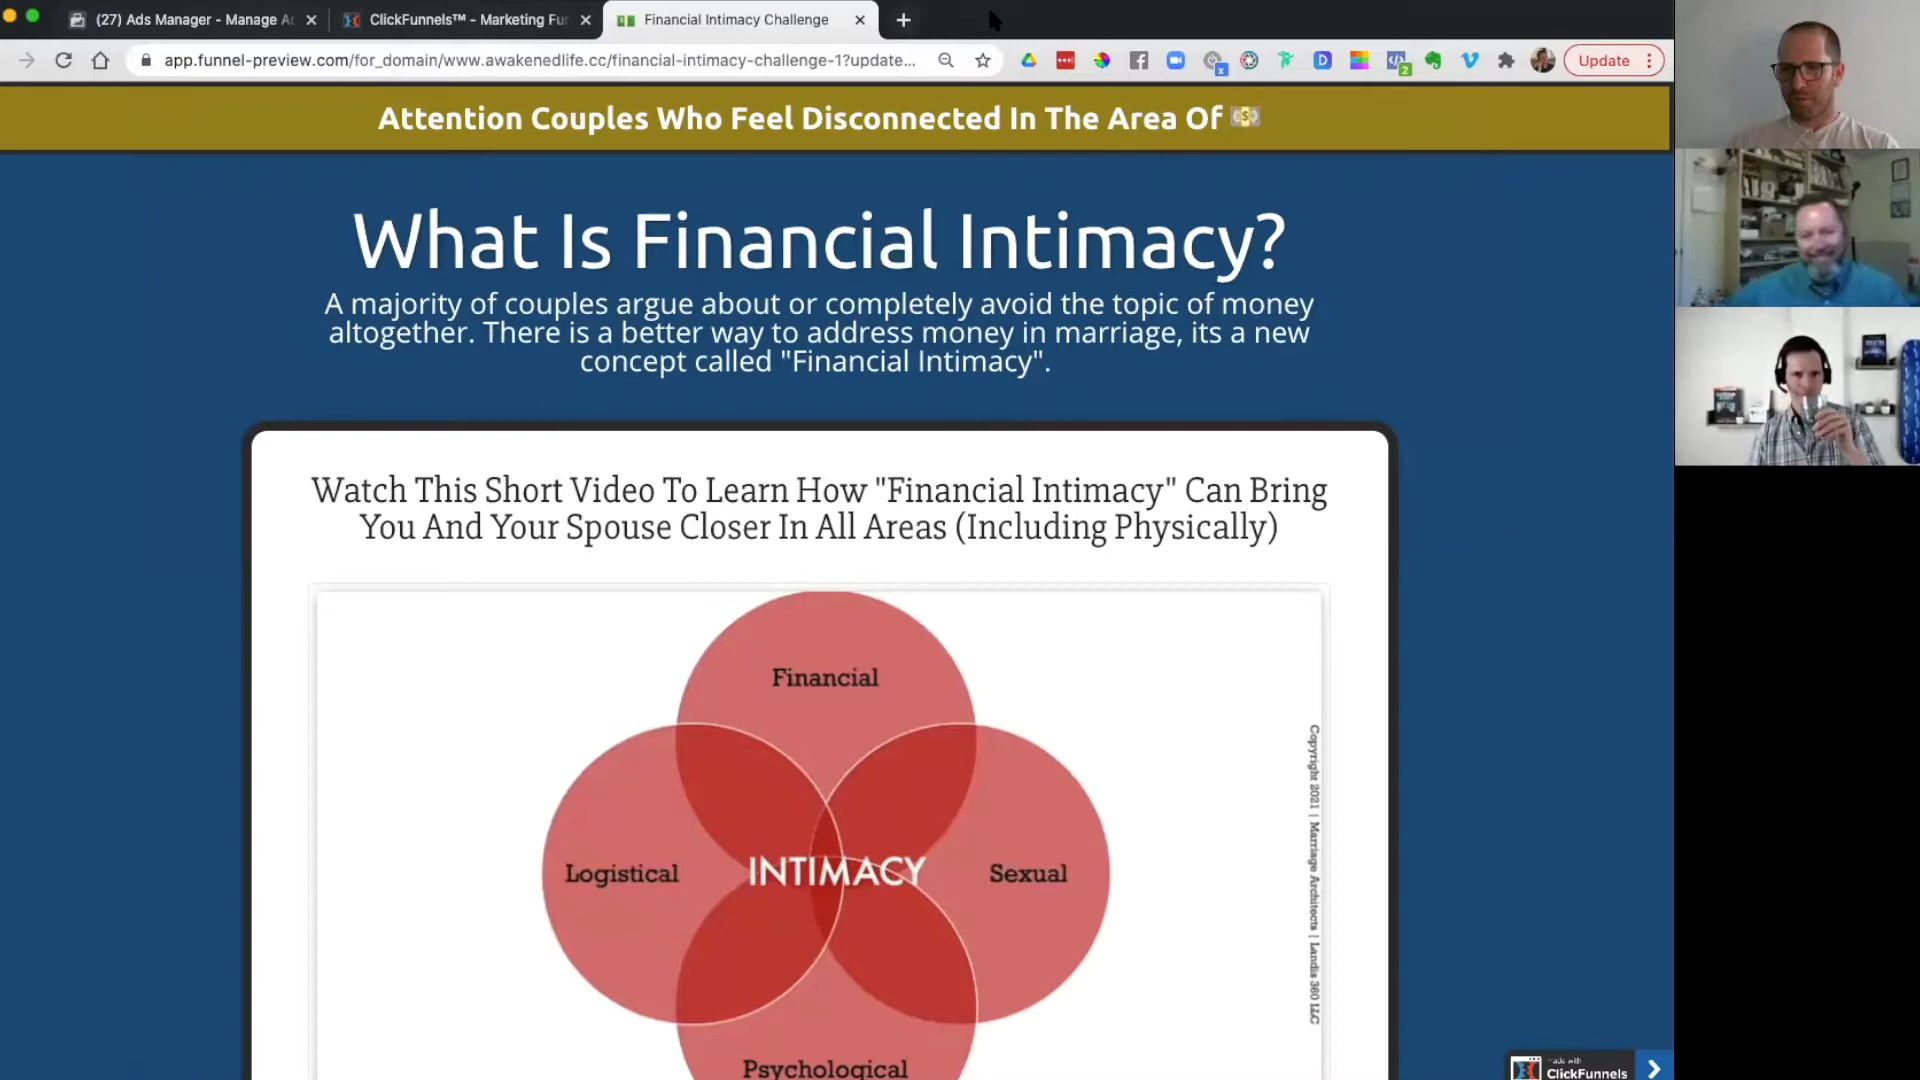 (27) Ads Manager - Manage Ad
ClickFunnels™ - Marketing Fun
Financial Intimacy Challenge
app.funnel-preview.com/for_domain/www.awakenedlife.cc/financial-intimacy-challenge-1?update...
Update
Attention Couples Who Feel Disconnected In The Area Of 💵
What Is Financial Intimacy?
A majority of couples argue about or completely avoid the topic of money
altogether. There is a better way to address money in marriage, its a new
concept called "Financial Intimacy".
Watch This Short Video To Learn How "Financial Intimacy" Can Bring
You And Your Spouse Closer In All Areas (Including Physically)
Financial
Logistical
INTIMACY
Sexual
Psychological
Copyright 2021 | Marriage Architects | Landis 360 LLC
made with
ClickFunnels